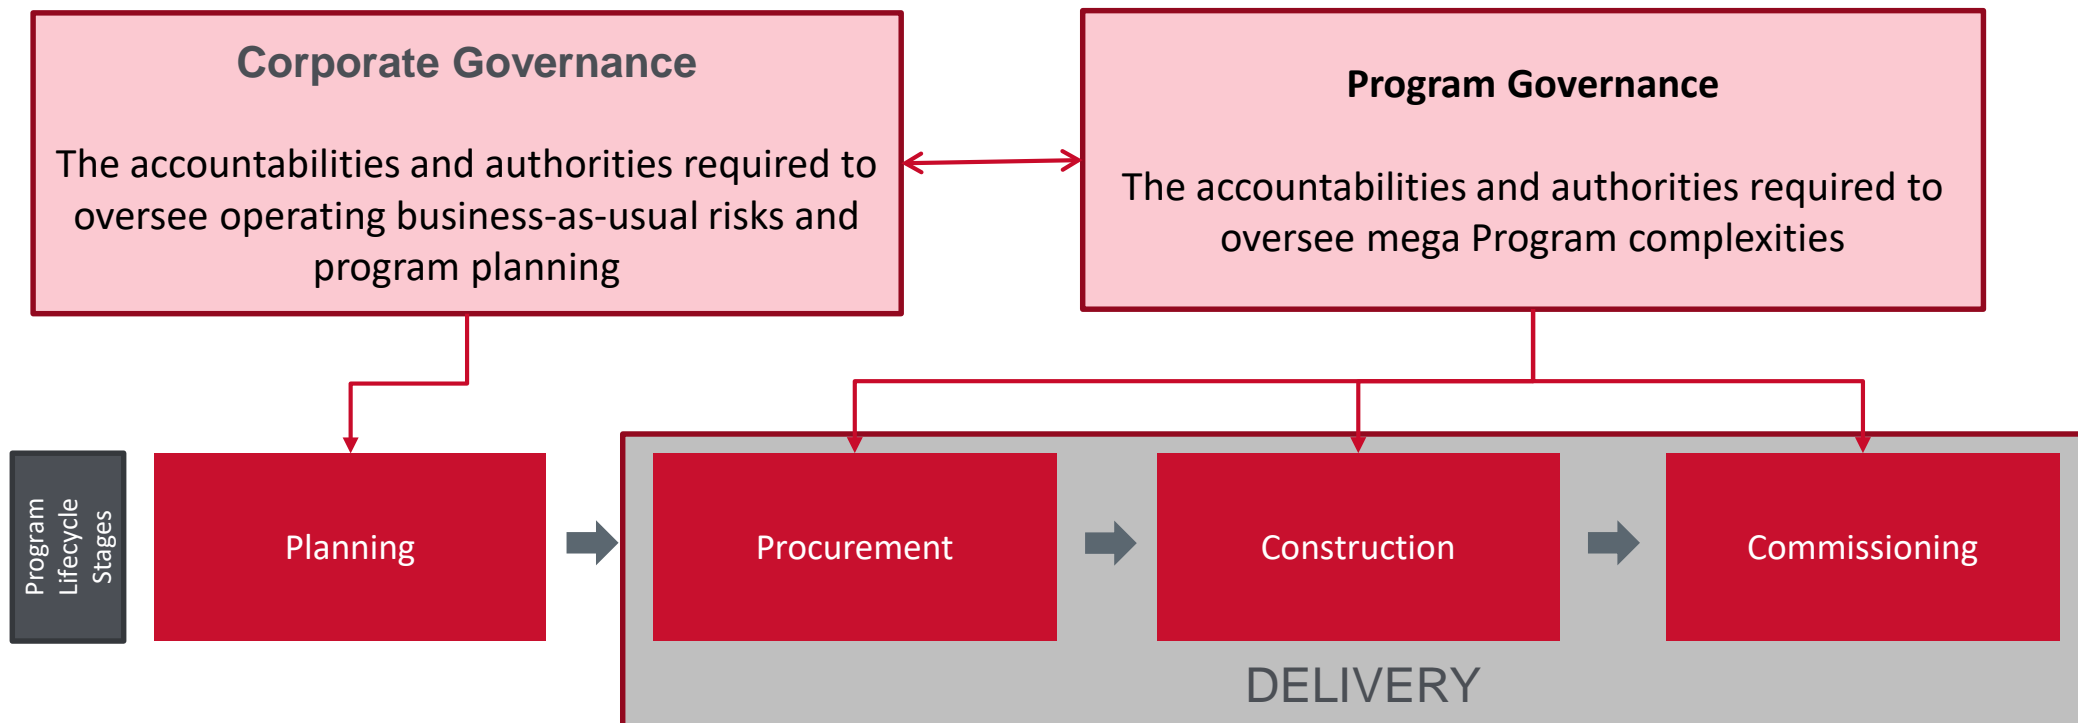 Corporate Governance
The accountabilities and authorities required to
oversee operating business-as-usual risks and
program planning
Program Governance
The accountabilities and authorities required to
oversee mega Program complexities
Program
Lifecycle
Stages
Planning
Procurement
Construction
Commissioning
DELIVERY